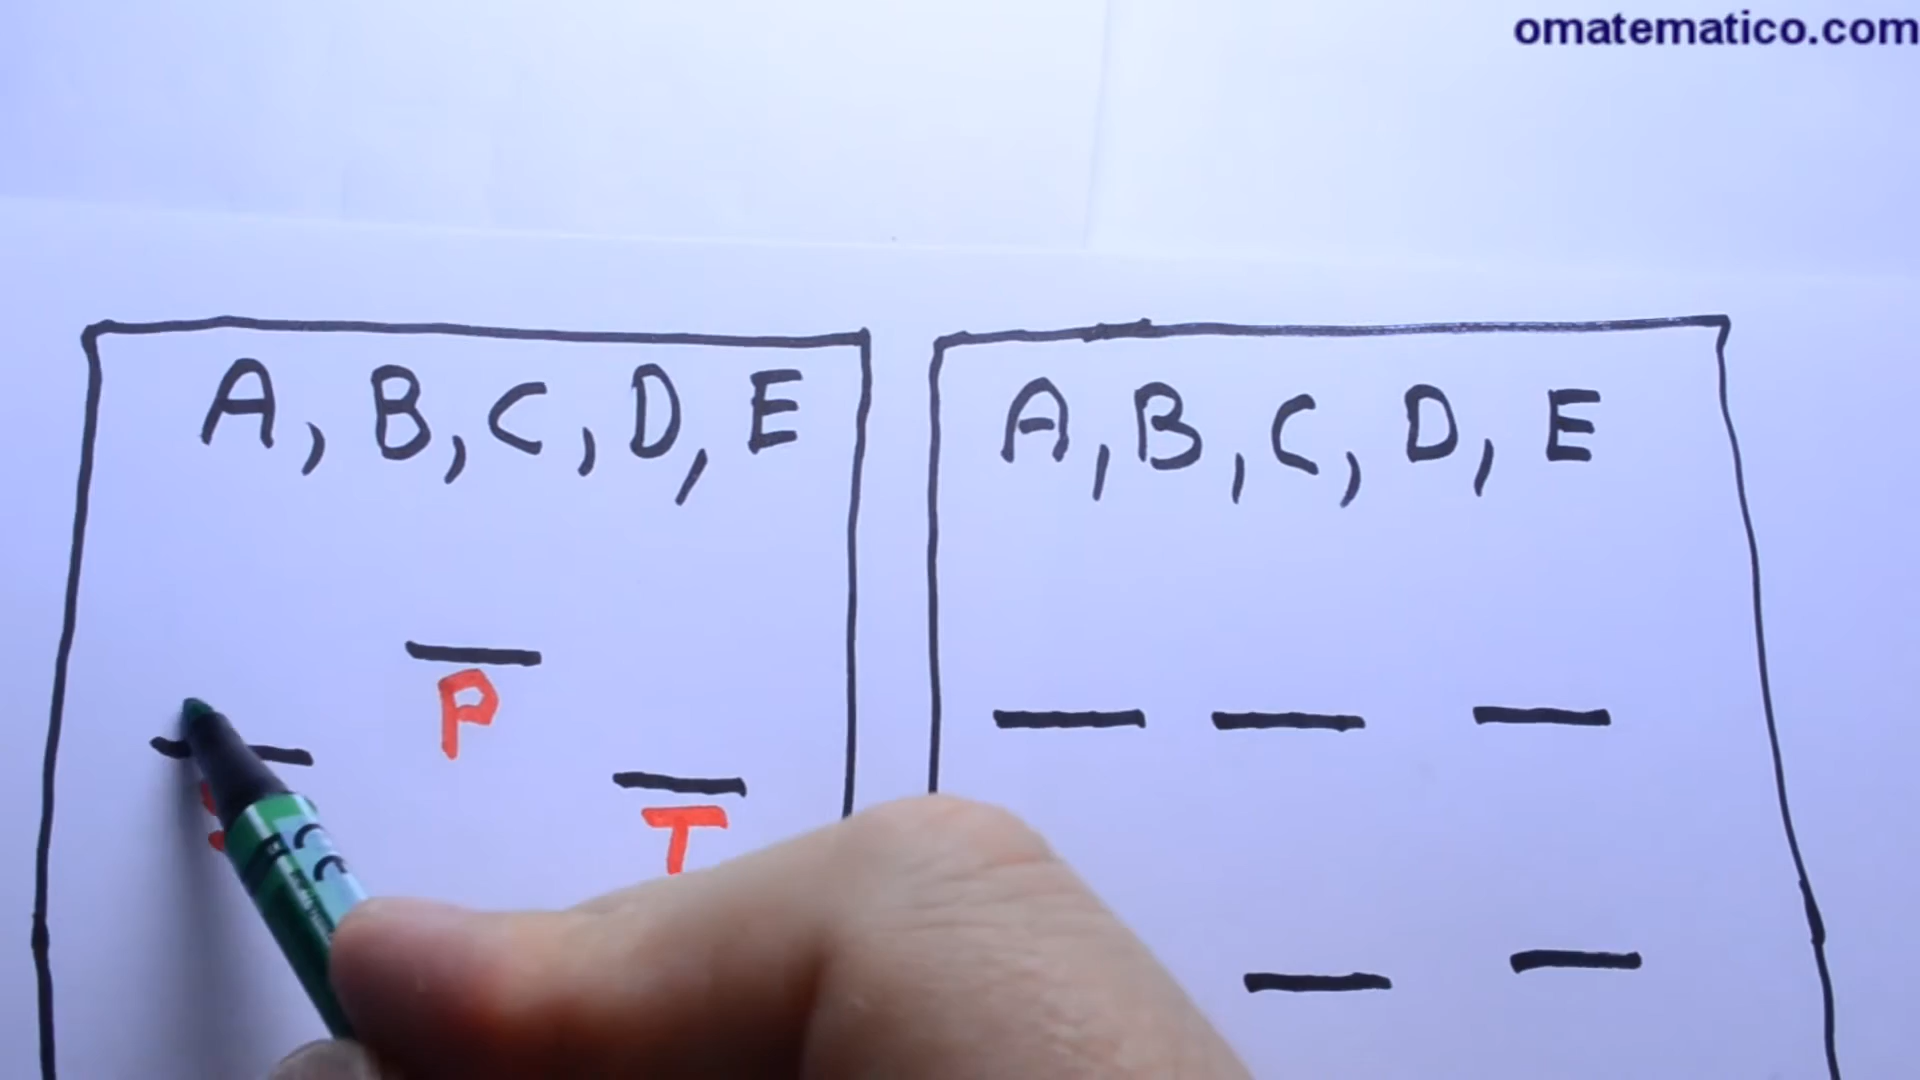 omatematico.com
A, B, C, D, E
A, B, C, D, E
P
T